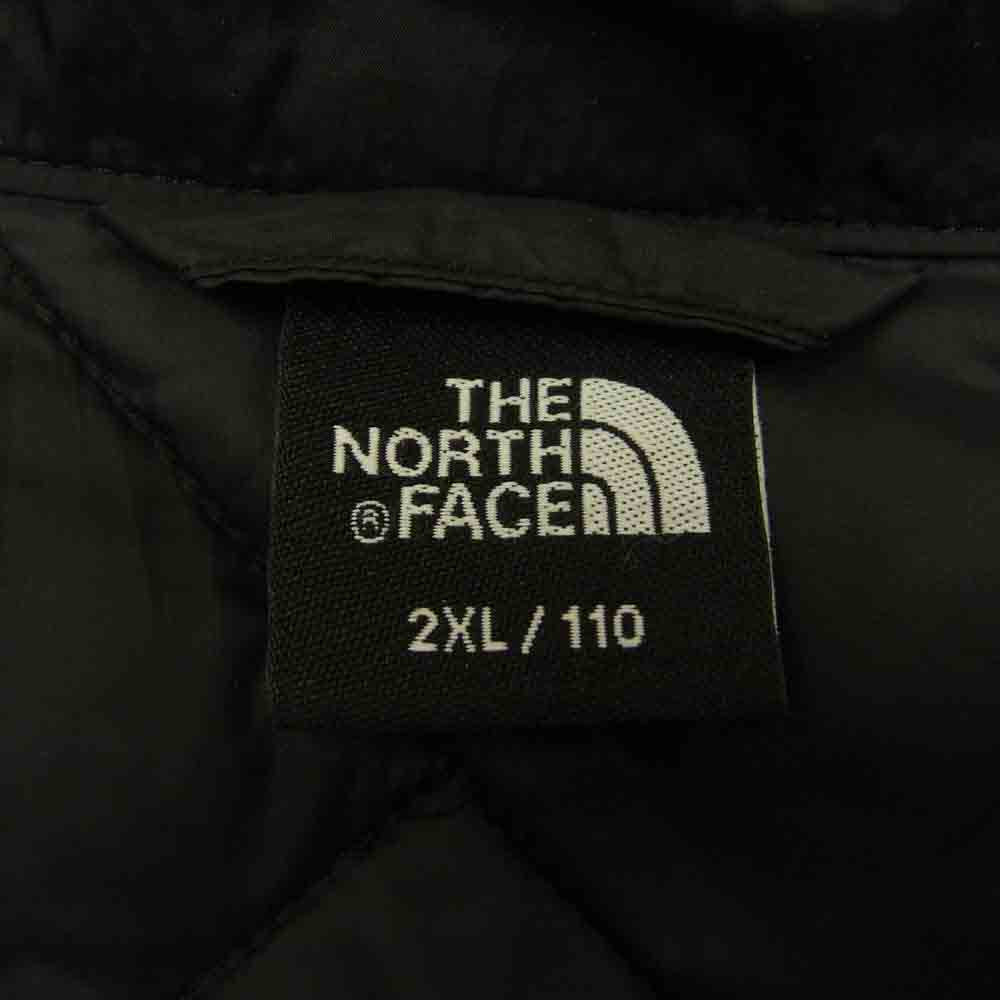 THE
NORTH
® FACE
2XL / 110